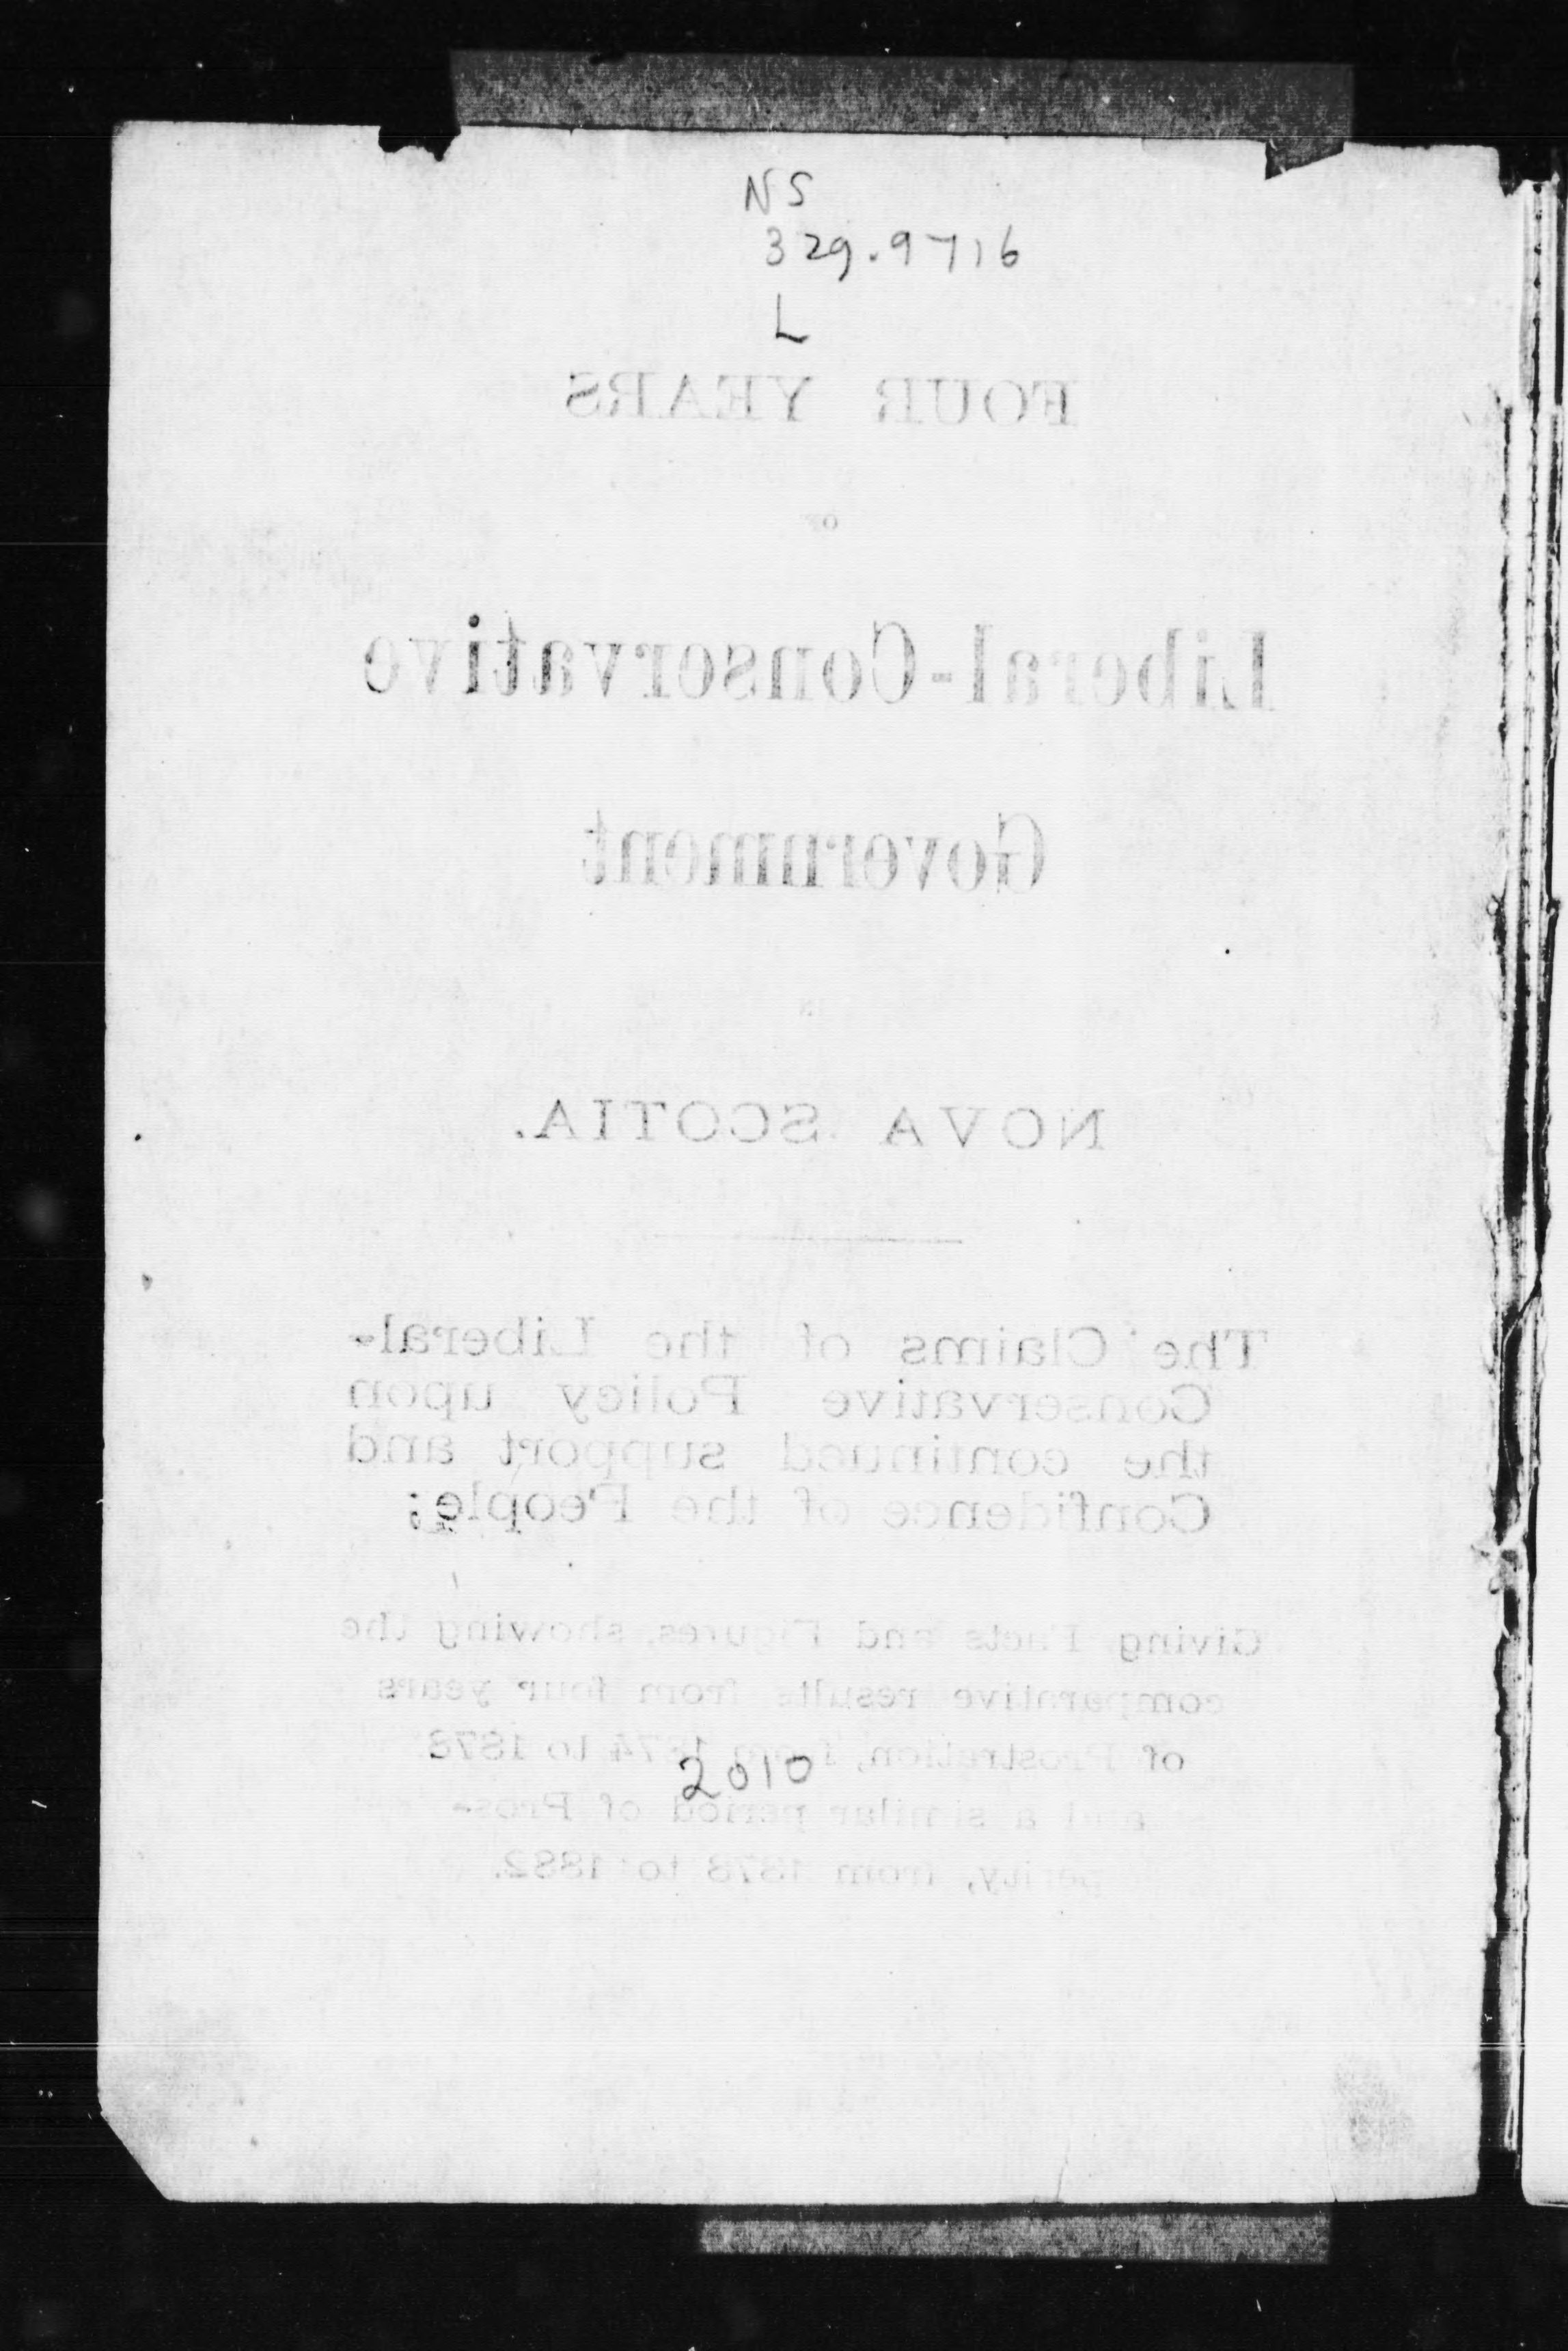 NS
329.9716
L
FOUR YEARS
OF
Liberal-Conservative
Government
NOVA SCOTIA.
The Claims of the Liberal-
Conservative Policy upon
the continued support and
Confidence of the People;
Giving Facts and Figures, showing the
comparative results from four years
of Prostration, from 1874 to 1878
2010
and a similar period of Pros-
perity, from 1878 to 1882.